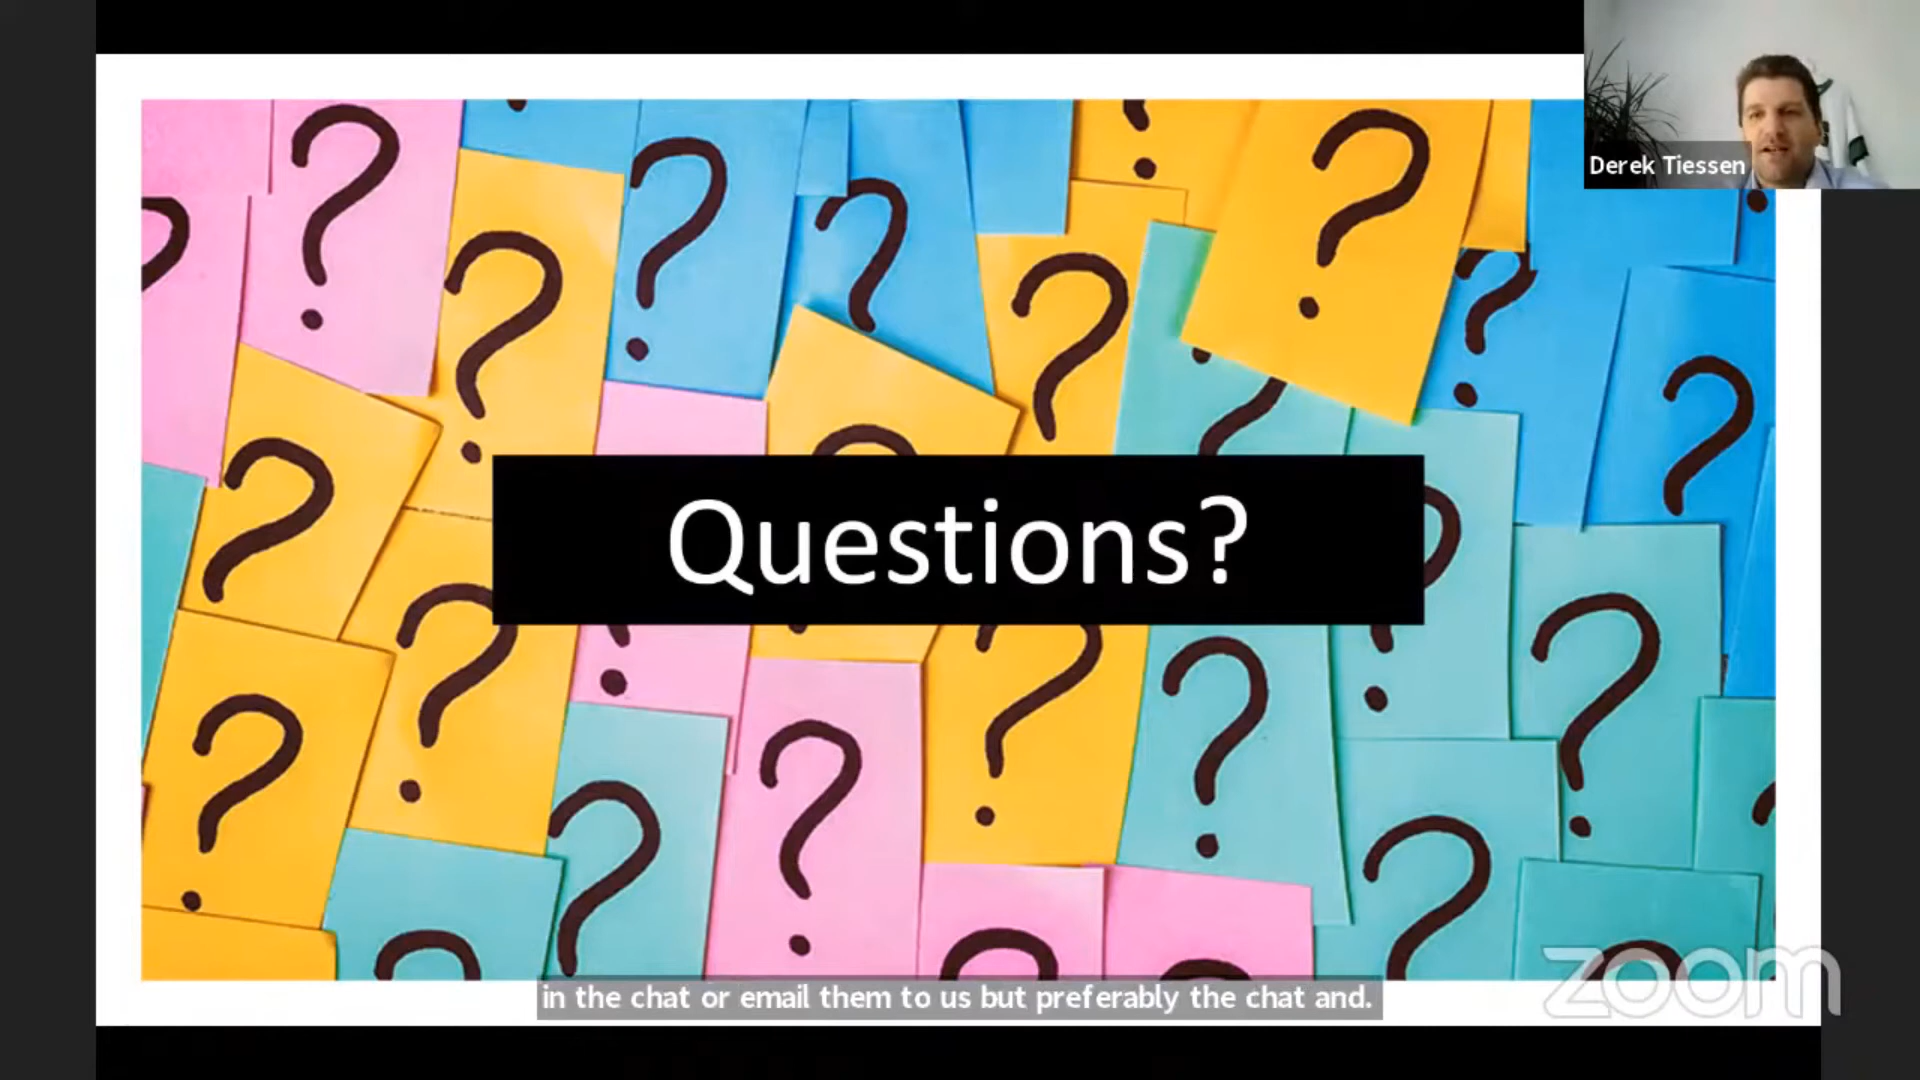 Derek Tiessen
Questions?
in the chat or email them to us but preferably the chat and.
zoom